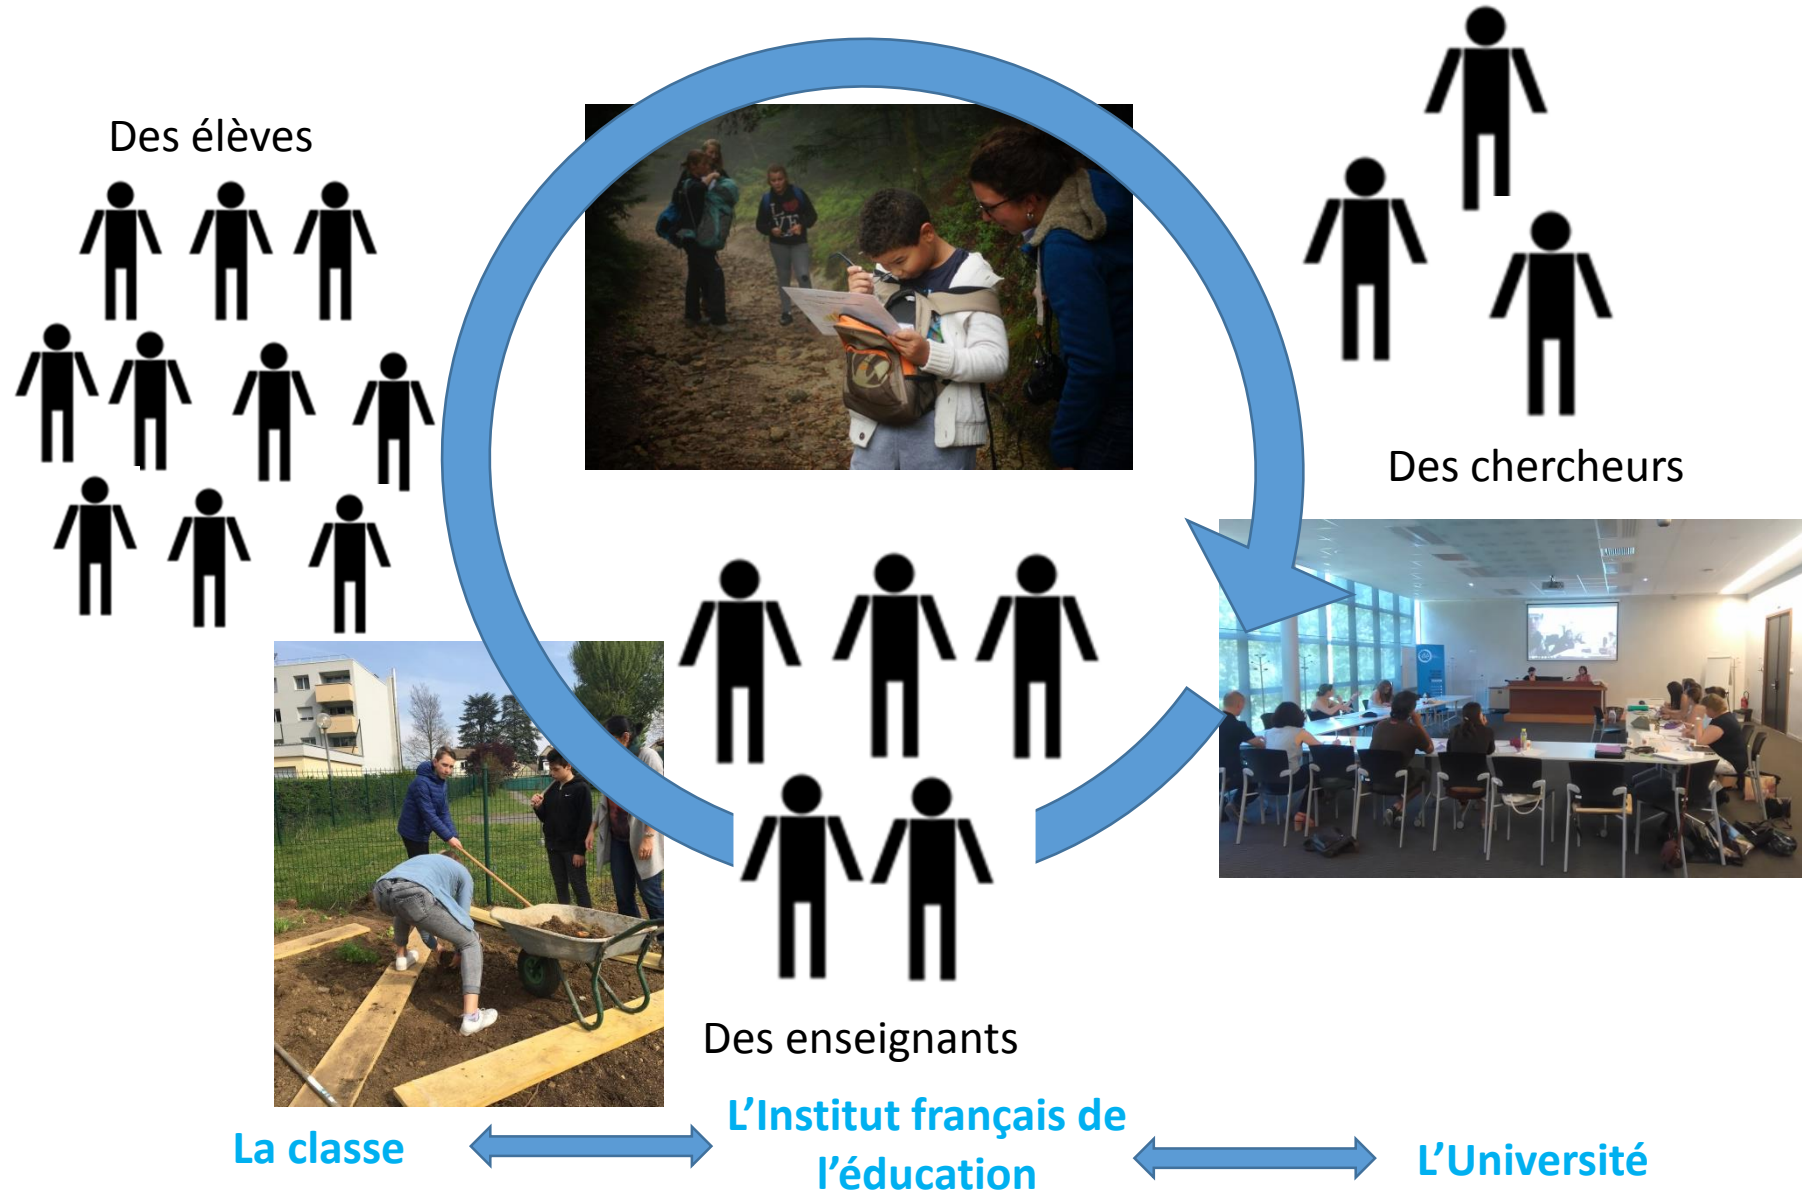 Des élèves
Des chercheurs
Des enseignants
La classe
L’Institut français de
l’éducation
L’Université